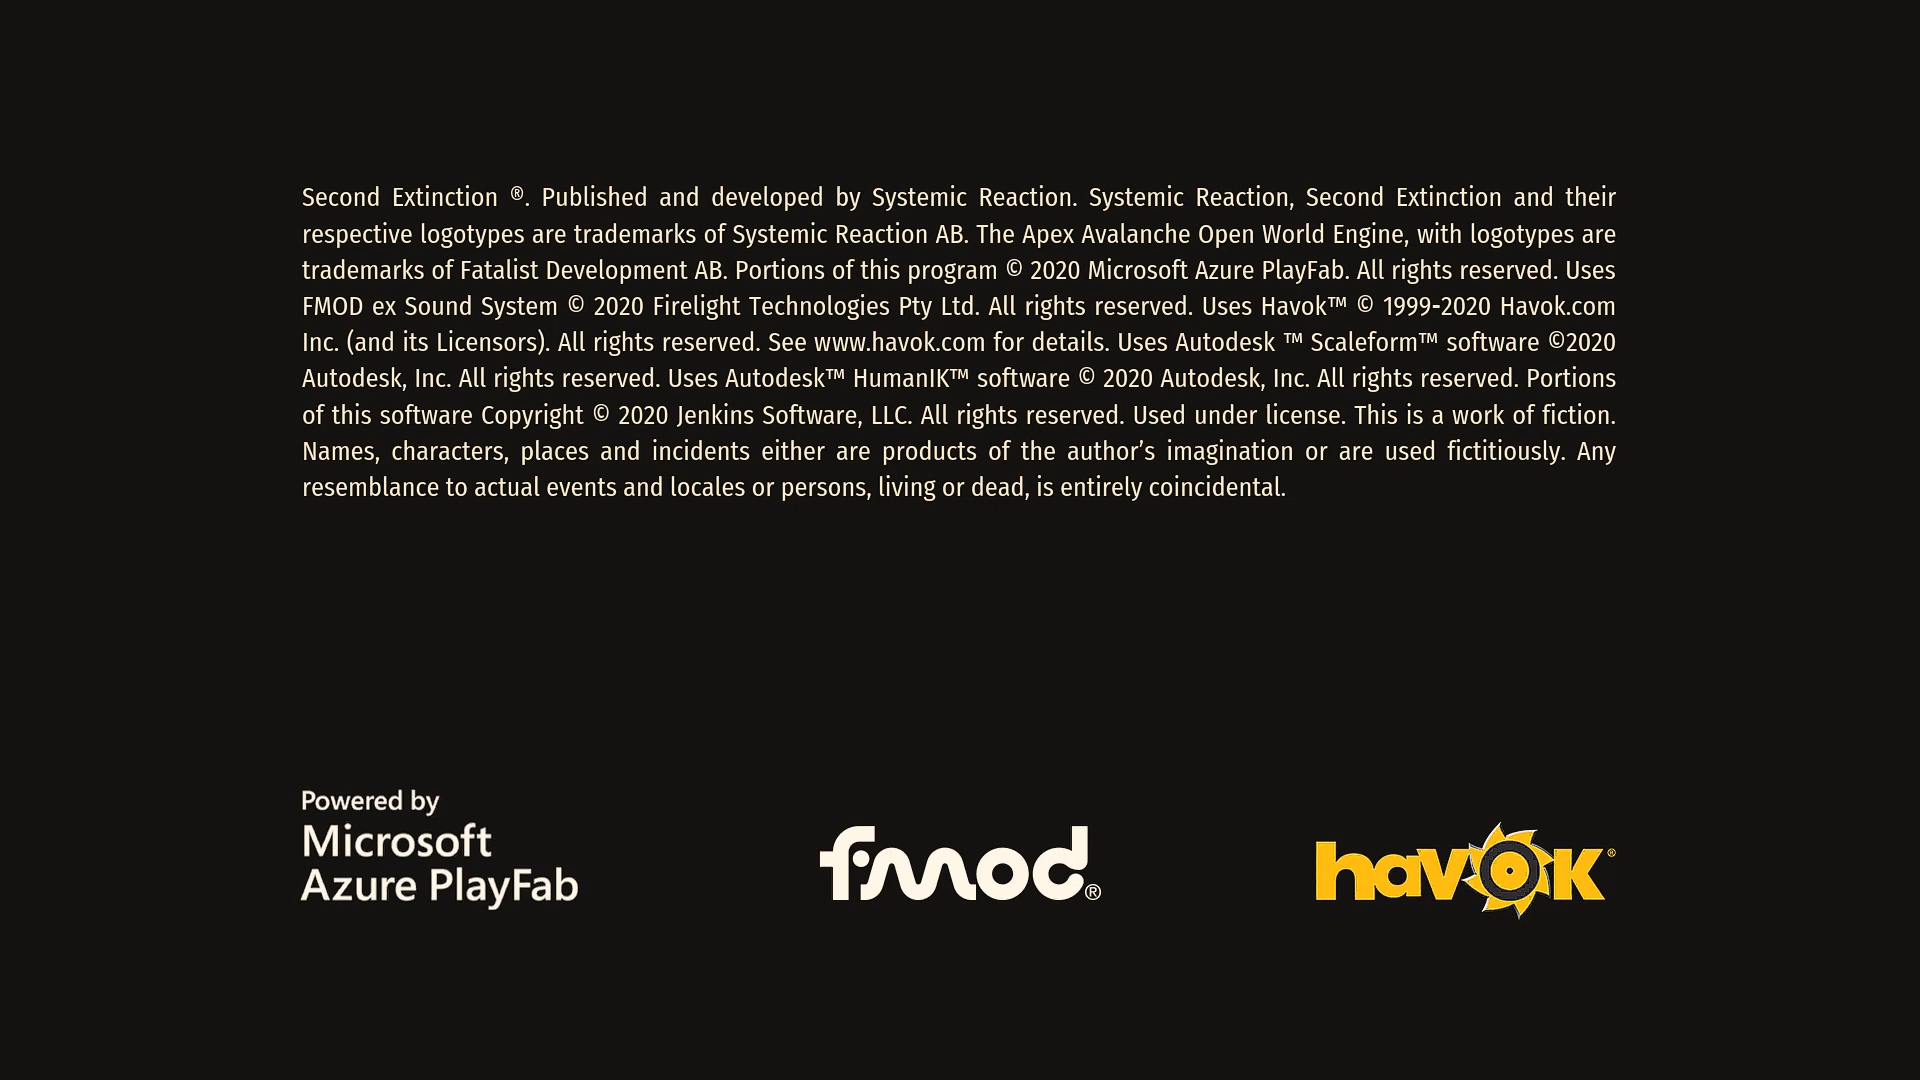 Second Extinction ®. Published and developed by Systemic Reaction. Systemic Reaction, Second Extinction and their
respective logotypes are trademarks of Systemic Reaction AB. The Apex Avalanche Open World Engine, with logotypes are
trademarks of Fatalist Development AB. Portions of this program © 2020 Microsoft Azure PlayFab. All rights reserved. Uses
FMOD ex Sound System © 2020 Firelight Technologies Pty Ltd. All rights reserved. Uses Havok™ © 1999-2020 Havok.com
Inc. (and its Licensors). All rights reserved. See www.havok.com for details. Uses Autodesk ™ Scaleform™ software ©2020
Autodesk, Inc. All rights reserved. Uses Autodesk™ HumanIK™ software © 2020 Autodesk, Inc. All rights reserved. Portions
of this software Copyright © 2020 Jenkins Software, LLC. All rights reserved. Used under license. This is a work of fiction.
Names, characters, places and incidents either are products of the author’s imagination or are used fictitiously. Any
resemblance to actual events and locales or persons, living or dead, is entirely coincidental.
Powered by
Microsoft
Azure PlayFab
fmod®
havok®